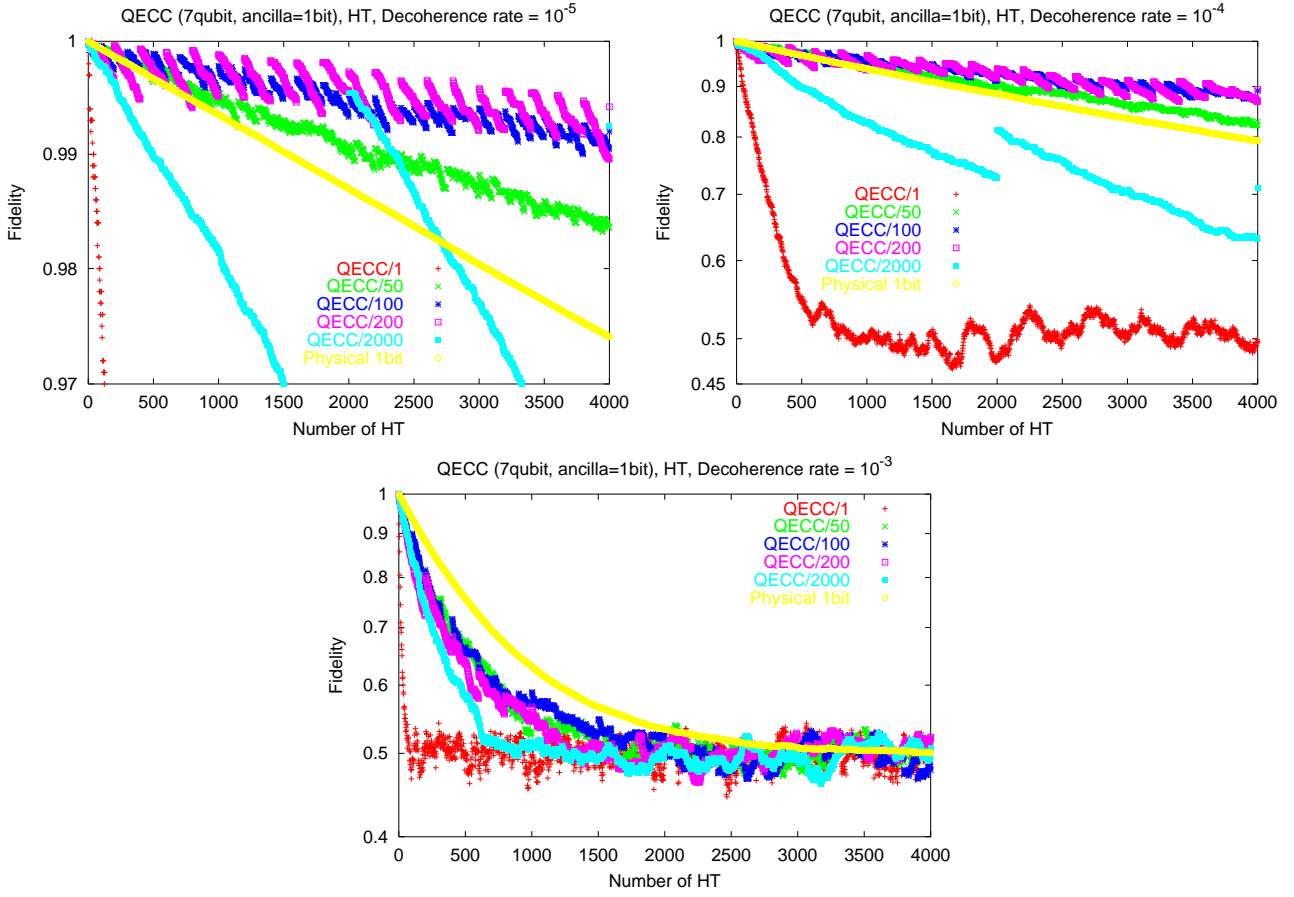 QECC (7qubit, ancilla=1bit), HT, Decoherence rate = 10-5
1
0.99
0.98
0.97
Fidelity
QECC/1
QECC/50
QECC/100
QECC/200
QECC/2000
Physical 1bit
0 500 1000 1500 2000 2500 3000 3500 4000
Number of HT
QECC (7qubit, ancilla=1bit), HT, Decoherence rate = 10-4
1
0.9
0.8
0.7
0.6
0.5
0.45
Fidelity
QECC/1
QECC/50
QECC/100
QECC/200
QECC/2000
Physical 1bit
0 500 1000 1500 2000 2500 3000 3500 4000
Number of HT
QECC (7qubit, ancilla=1bit), HT, Decoherence rate = 10-3
1
0.9
0.8
0.7
0.6
0.5
0.4
Fidelity
QECC/1
QECC/50
QECC/100
QECC/200
QECC/2000
Physical 1bit
0 500 1000 1500 2000 2500 3000 3500 4000
Number of HT